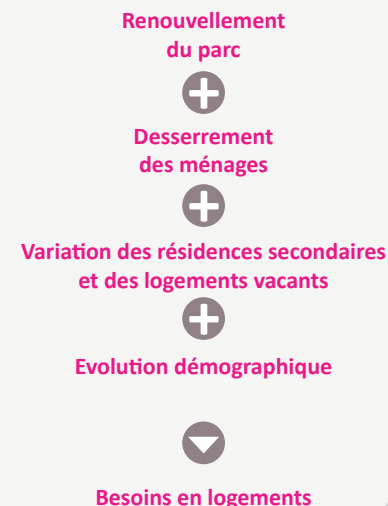 Renouvellement
du parc
Desserrement
des ménages
Variation des résidences secondaires
et des logements vacants
Evolution démographique
Besoins en logements